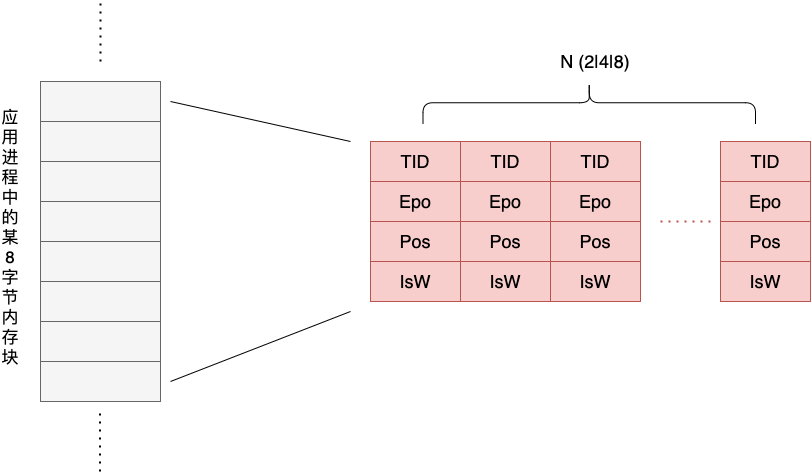 应用进程中的某8字节内存块
N (2|4|8)
TID TID TID TID
Epo Epo Epo Epo
Pos Pos Pos Pos
IsW IsW IsW IsW